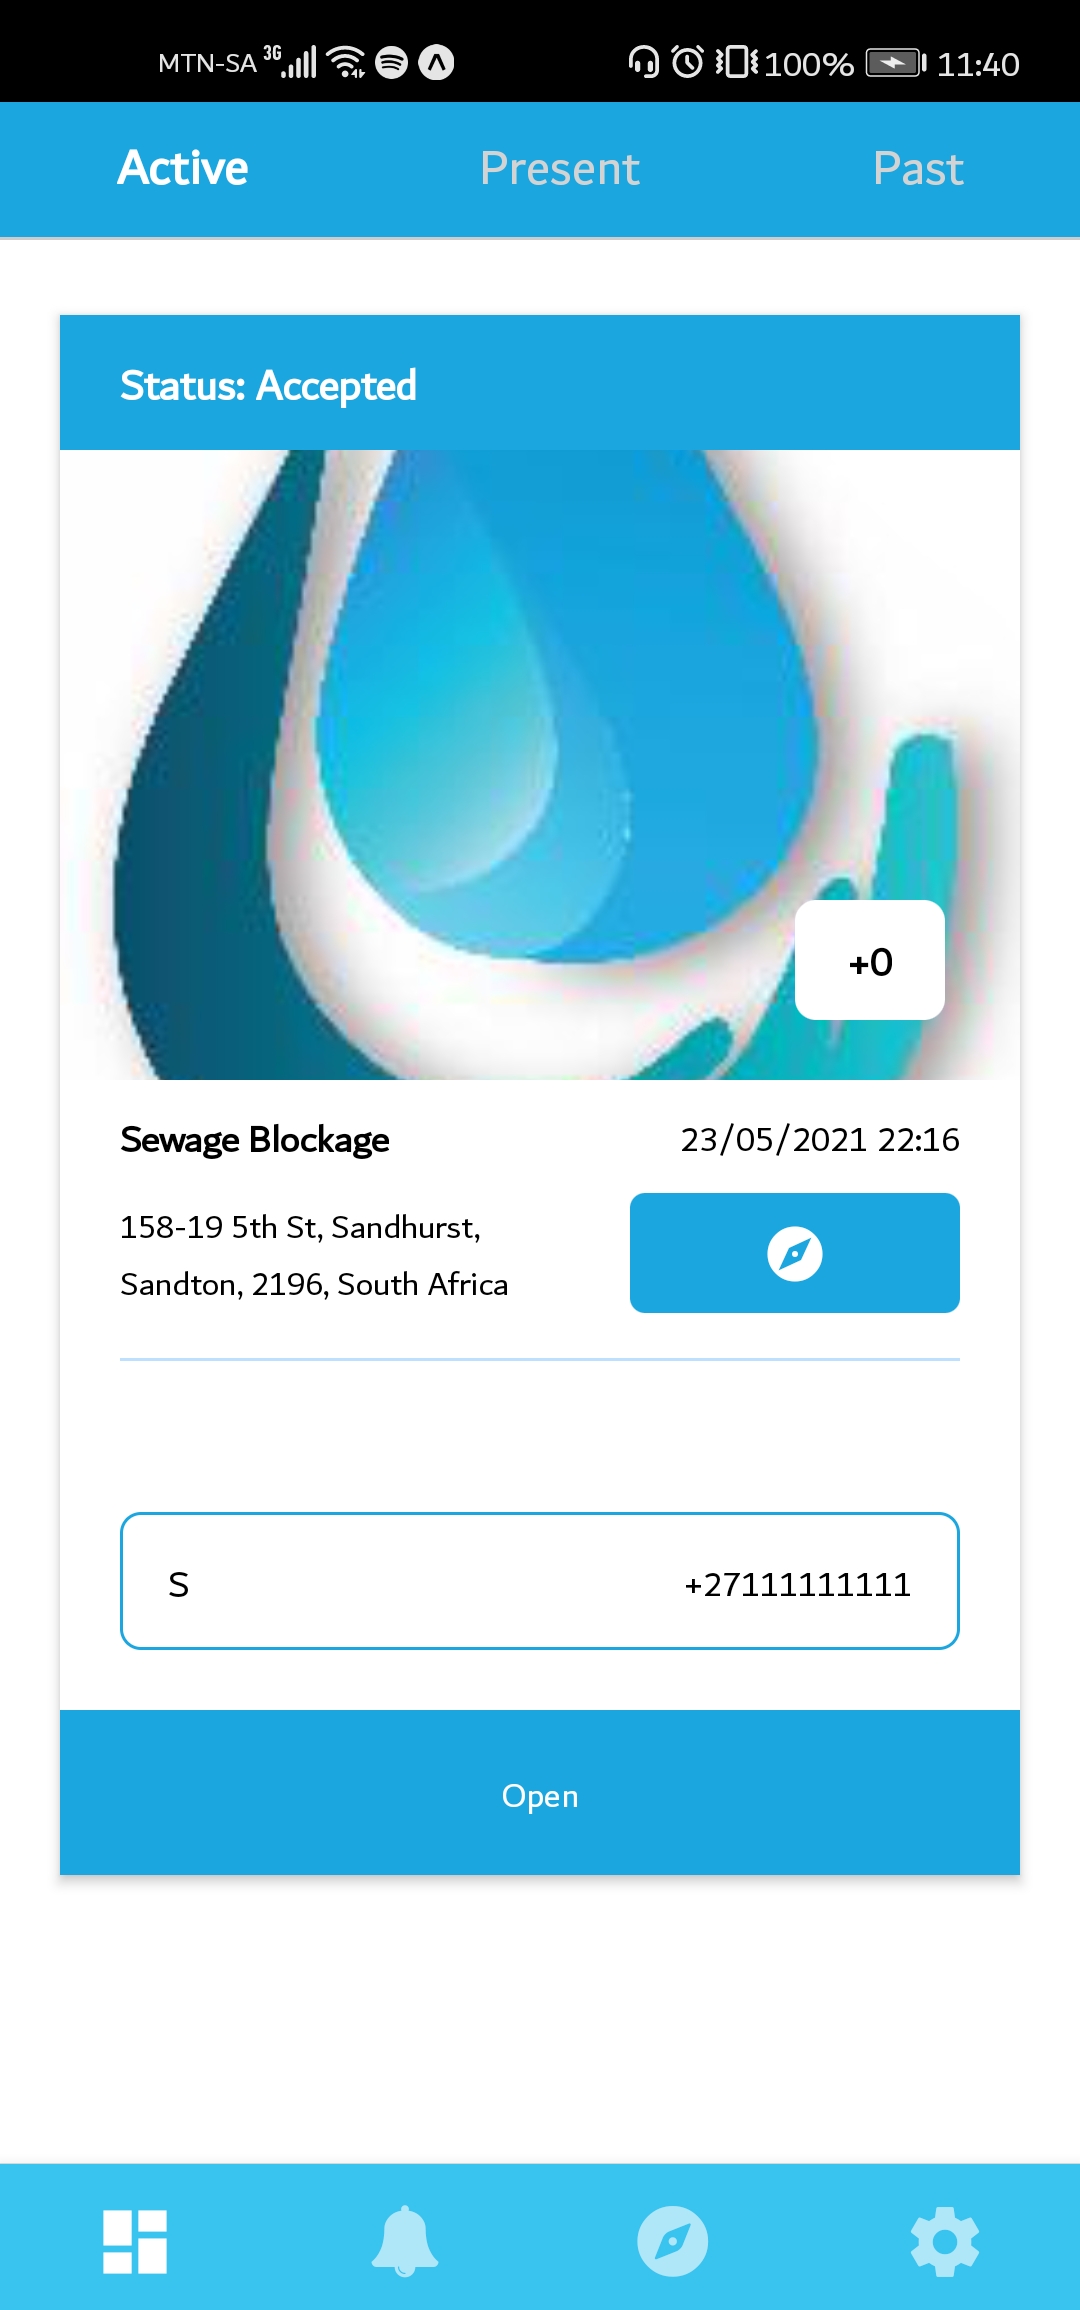 MTN-SA 3G 100% 11:40
Active Present Past
Status: Accepted
+0
Sewage Blockage 23/05/2021 22:16
158-19 5th St, Sandhurst,
Sandton, 2196, South Africa
S +27111111111
Open